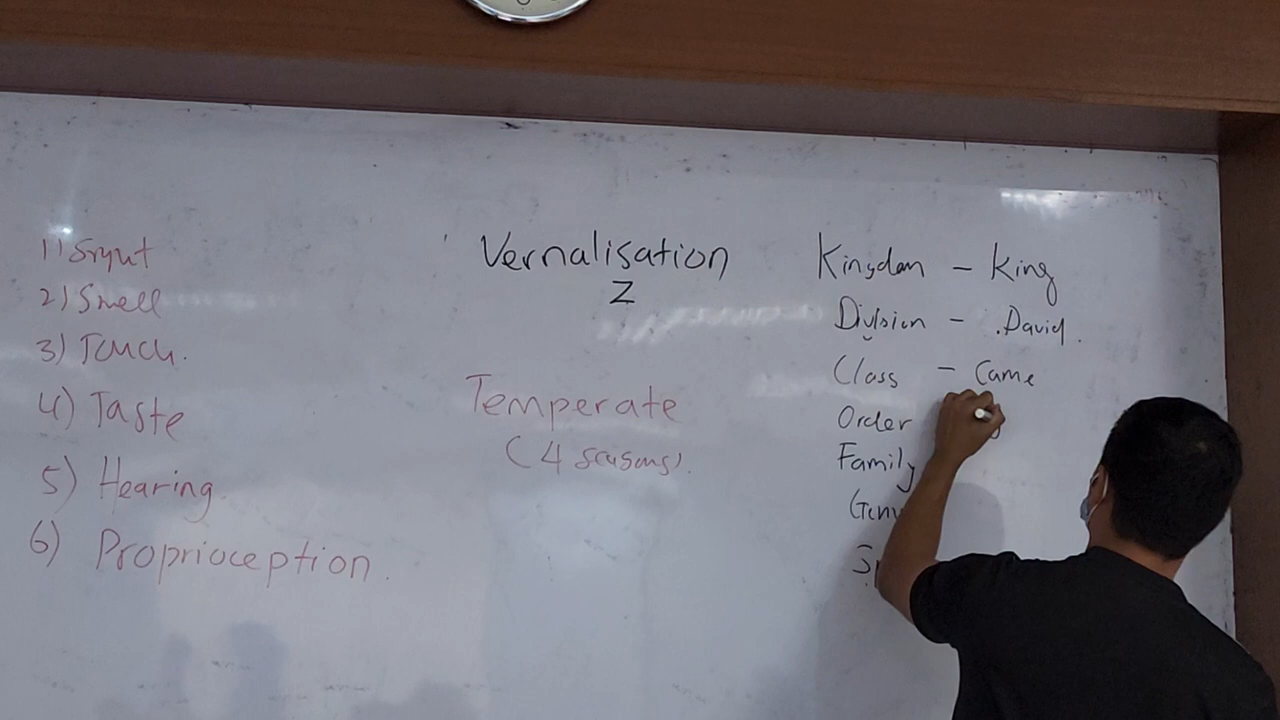 1) Sight
2) Smell
3) Touch.
4) Taste
5) Hearing.
6) Proprioception.
Vernalisation
Z
Temperate
(4 seasons).
Kingdom - King
Division - .David.
Class - Came
Order
Family